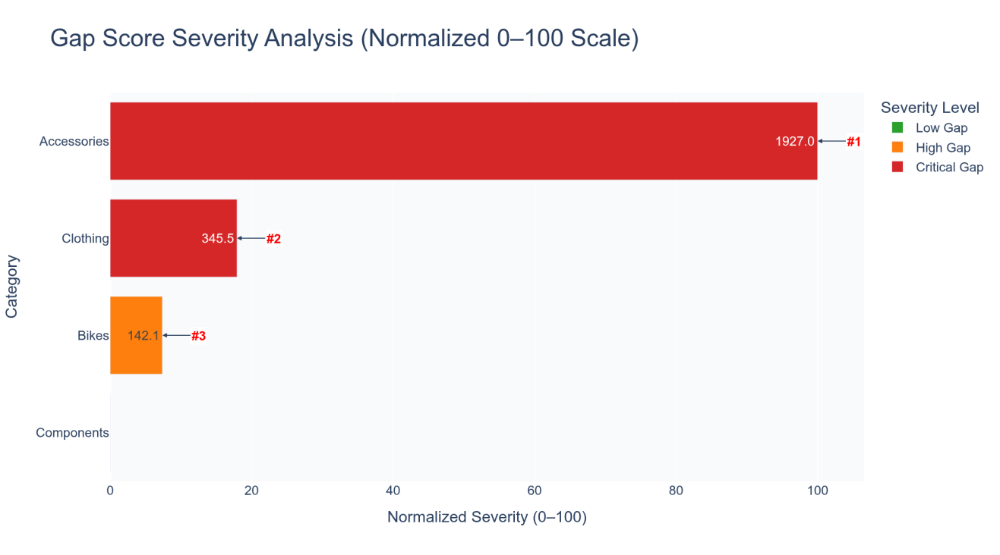 Gap Score Severity Analysis (Normalized 0–100 Scale)
Severity Level
Low Gap
High Gap
Critical Gap
Category
Accessories
1927.0
#1
Clothing
345.5
#2
Bikes
142.1
#3
Components
0 20 40 60 80 100
Normalized Severity (0–100)